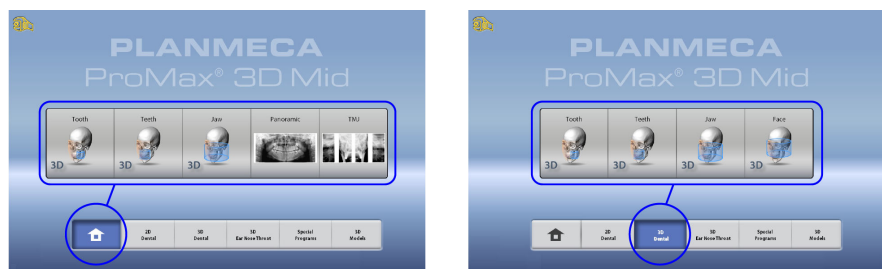 PLANMECA
ProMax® 3D Mid
Tooth Teeth Jaw Panoramic TMJ
3D 3D 3D
2D Dental 3D Dental 3D Ear Nose Throat Special Programs 3D Models
PLANMECA
ProMax® 3D Mid
Tooth Teeth Jaw Face
3D 3D 3D 3D
2D Dental 3D Dental 3D Ear Nose Throat Special Programs 3D Models